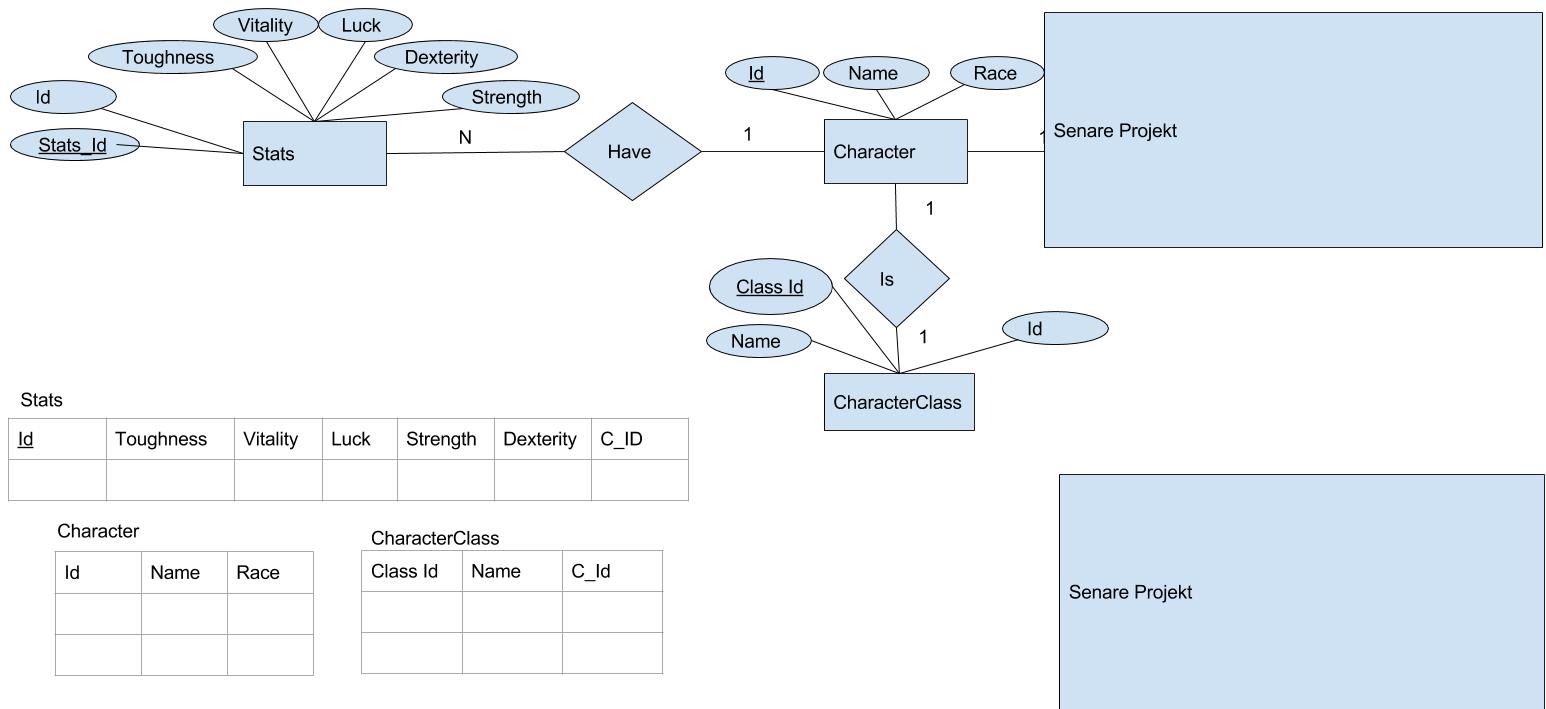 Vitality
Luck
Toughness
Dexterity
Id
Strength
Stats_Id
Stats
N
Have
1
Id
Name
Race
Character
Senare Projekt
1
Is
Class Id
Name
1
Id
CharacterClass
Stats
Id Toughness Vitality Luck Strength Dexterity C_ID
Character
Id Name Race
CharacterClass
Class Id Name C_Id
Senare Projekt